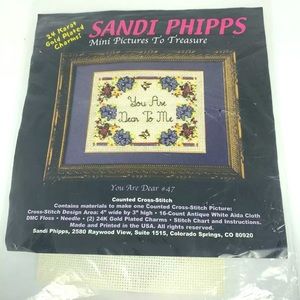 24 Karat
Gold Plated
Charms!
SANDI PHIPPS
Mini Pictures To Treasure
You Are
Dear To Me
You Are Dear #47
Counted Cross-Stitch
Contains materials to make one Counted Cross-Stitch Picture:
Cross-Stitch Design Area: 4" wide by 3" high • 16-Count Antique White Aida Cloth
DMC Floss • Needle • (2) 24K Gold Plated Charms • Stitch Chart and Instructions.
Made and Printed in the USA. All rights reserved.
Sandi Phipps, 2580 Raywood View, Suite 1515, Colorado Springs, CO 80920